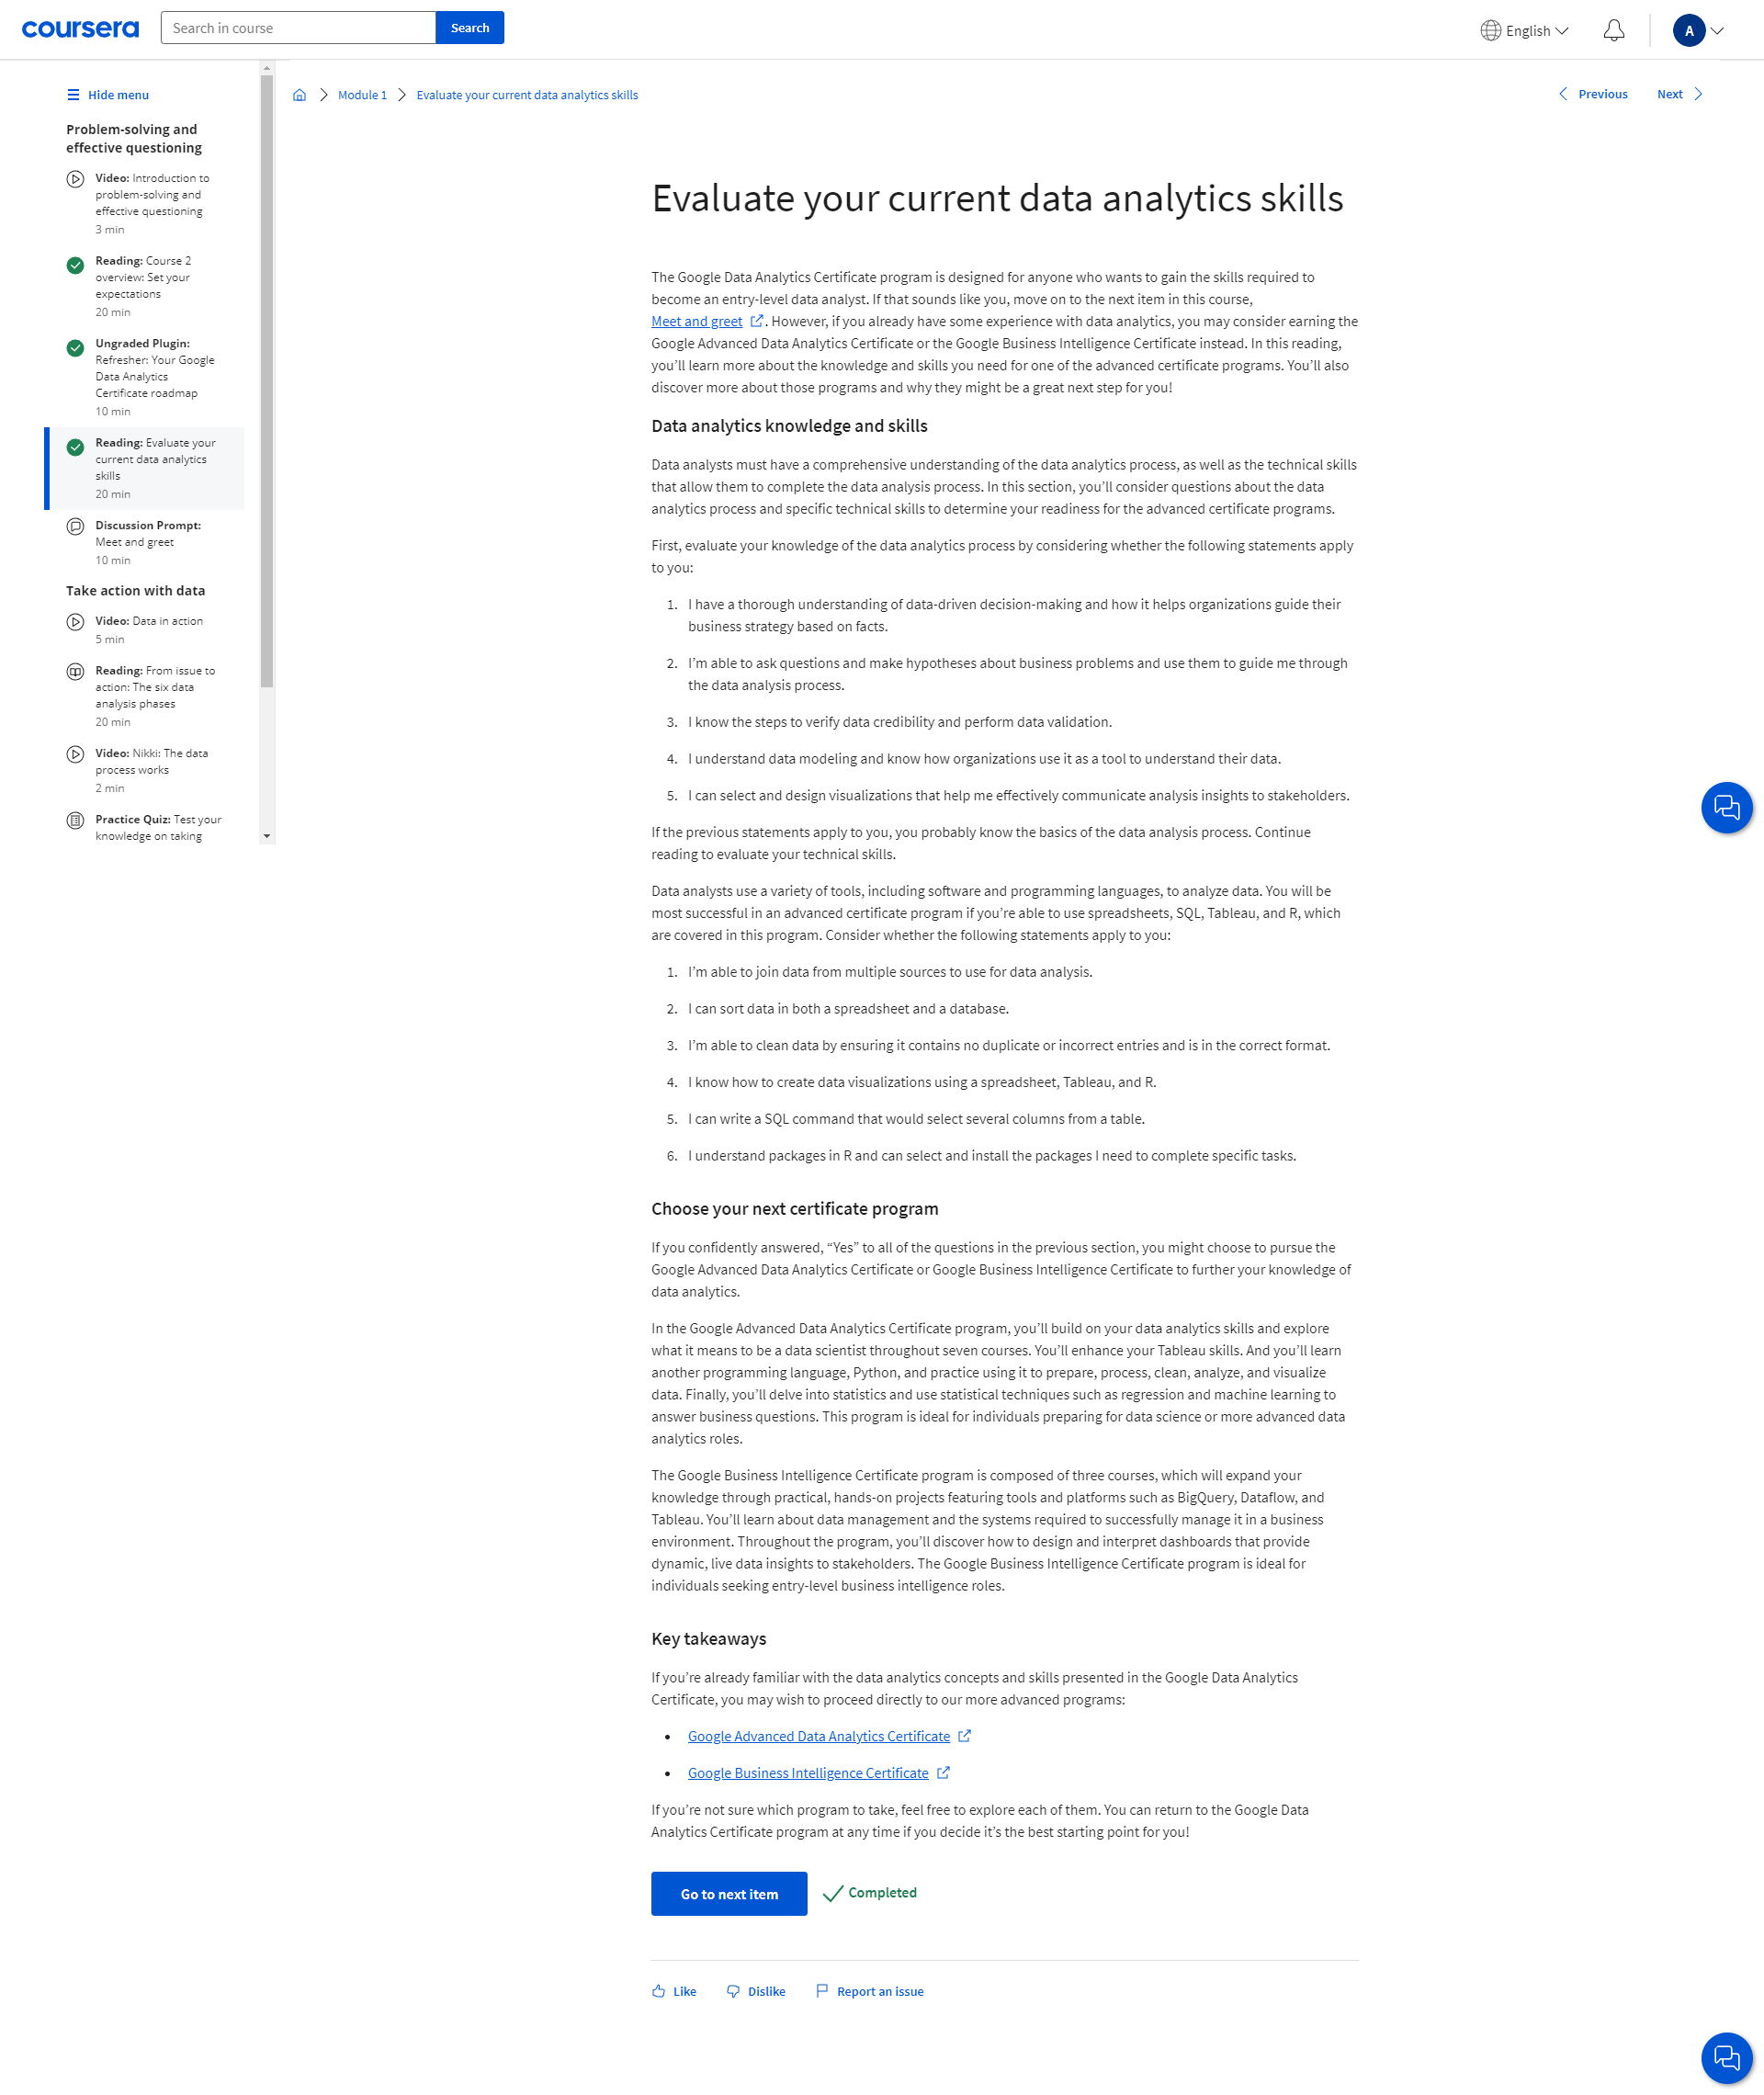 coursera
Search in course
Search
English
A
Hide menu
Problem-solving and
effective questioning
Video: Introduction to
problem-solving and
effective questioning
3 min
Reading: Course 2
overview: Set your
expectations
20 min
Ungraded Plugin:
Refresher: Your Google
Data Analytics
Certificate roadmap
10 min
Reading: Evaluate your
current data analytics
skills
20 min
Discussion Prompt:
Meet and greet
10 min
Take action with data
Video: Data in action
5 min
Reading: From issue to
action: The six data
analysis phases
20 min
Video: Nikki: The data
process works
2 min
Practice Quiz: Test your
knowledge on taking
Module 1
Evaluate your current data analytics skills
Previous
Next
Evaluate your current data analytics skills
The Google Data Analytics Certificate program is designed for anyone who wants to gain the skills required to
become an entry-level data analyst. If that sounds like you, move on to the next item in this course,
Meet and greet . However, if you already have some experience with data analytics, you may consider earning the
Google Advanced Data Analytics Certificate or the Google Business Intelligence Certificate instead. In this reading,
you’ll learn more about the knowledge and skills you need for one of the advanced certificate programs. You’ll also
discover more about those programs and why they might be a great next step for you!
Data analytics knowledge and skills
Data analysts must have a comprehensive understanding of the data analytics process, as well as the technical skills
that allow them to complete the data analysis process. In this section, you’ll consider questions about the data
analytics process and specific technical skills to determine your readiness for the advanced certificate programs.
First, evaluate your knowledge of the data analytics process by considering whether the following statements apply
to you:
1. I have a thorough understanding of data-driven decision-making and how it helps organizations guide their
business strategy based on facts.
2. I’m able to ask questions and make hypotheses about business problems and use them to guide me through
the data analysis process.
3. I know the steps to verify data credibility and perform data validation.
4. I understand data modeling and know how organizations use it as a tool to understand their data.
5. I can select and design visualizations that help me effectively communicate analysis insights to stakeholders.
If the previous statements apply to you, you probably know the basics of the data analysis process. Continue
reading to evaluate your technical skills.
Data analysts use a variety of tools, including software and programming languages, to analyze data. You will be
most successful in an advanced certificate program if you’re able to use spreadsheets, SQL, Tableau, and R, which
are covered in this program. Consider whether the following statements apply to you:
1. I’m able to join data from multiple sources to use for data analysis.
2. I can sort data in both a spreadsheet and a database.
3. I’m able to clean data by ensuring it contains no duplicate or incorrect entries and is in the correct format.
4. I know how to create data visualizations using a spreadsheet, Tableau, and R.
5. I can write a SQL command that would select several columns from a table.
6. I understand packages in R and can select and install the packages I need to complete specific tasks.
Choose your next certificate program
If you confidently answered, “Yes” to all of the questions in the previous section, you might choose to pursue the
Google Advanced Data Analytics Certificate or Google Business Intelligence Certificate to further your knowledge of
data analytics.
In the Google Advanced Data Analytics Certificate program, you’ll build on your data analytics skills and explore
what it means to be a data scientist throughout seven courses. You’ll enhance your Tableau skills. And you’ll learn
another programming language, Python, and practice using it to prepare, process, clean, analyze, and visualize
data. Finally, you’ll delve into statistics and use statistical techniques such as regression and machine learning to
answer business questions. This program is ideal for individuals preparing for data science or more advanced data
analytics roles.
The Google Business Intelligence Certificate program is composed of three courses, which will expand your
knowledge through practical, hands-on projects featuring tools and platforms such as BigQuery, Dataflow, and
Tableau. You’ll learn about data management and the systems required to successfully manage it in a business
environment. Throughout the program, you’ll discover how to design and interpret dashboards that provide
dynamic, live data insights to stakeholders. The Google Business Intelligence Certificate program is ideal for
individuals seeking entry-level business intelligence roles.
Key takeaways
If you’re already familiar with the data analytics concepts and skills presented in the Google Data Analytics
Certificate, you may wish to proceed directly to our more advanced programs:
• Google Advanced Data Analytics Certificate
• Google Business Intelligence Certificate
If you’re not sure which program to take, feel free to explore each of them. You can return to the Google Data
Analytics Certificate program at any time if you decide it’s the best starting point for you!
Go to next item
Completed
Like
Dislike
Report an issue